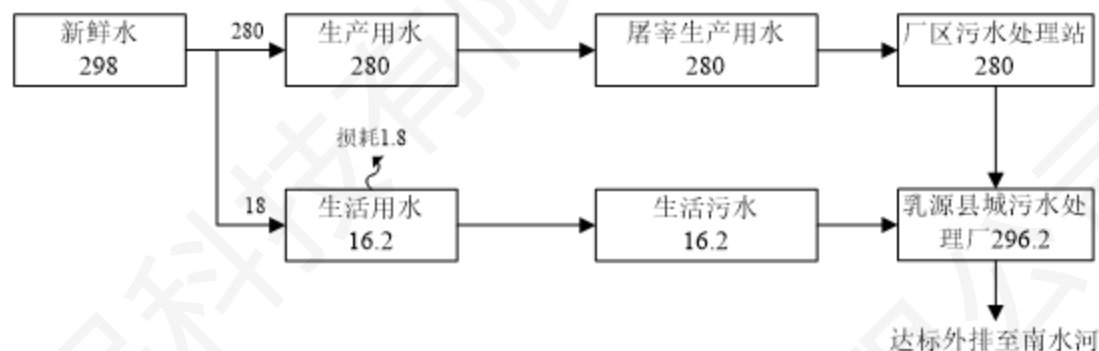 新鲜水
298
280
生产用水
280
屠宰生产用水
280
厂区污水处理站
280
损耗1.8
18
生活用水
16.2
生活污水
16.2
乳源县城污水处
理厂296.2
达标外排至南水河